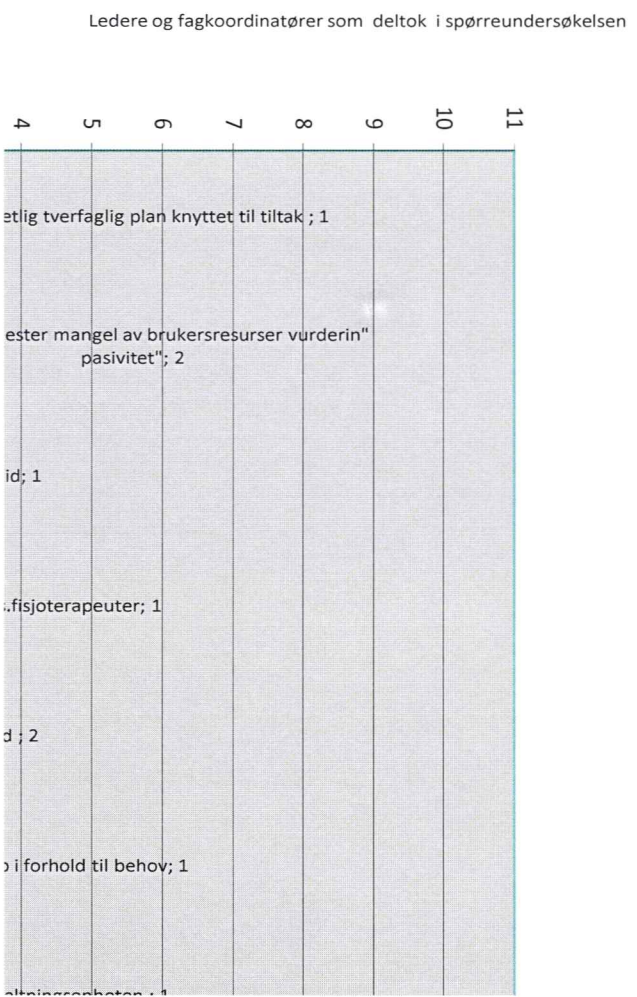 Ledere og fagkoordinatører som deltok i spørreundersøkelsen
4 5 6 7 8 9 10 11
etlig tverfaglig plan knyttet til tiltak ; 1
ester mangel av brukersresurser vurderin"
pasivitet"; 2
id; 1
.fisjoterapeuter; 1
d ; 2
i forhold til behov; 1